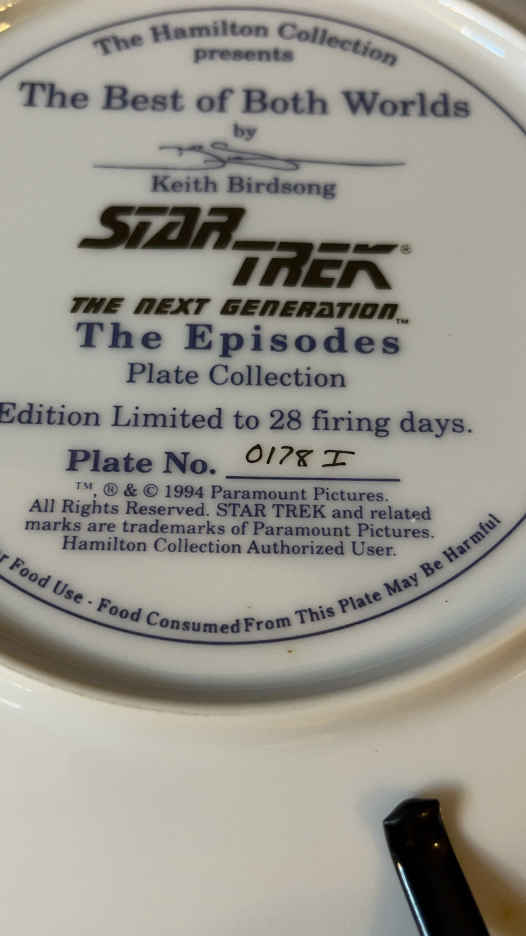 The Hamilton Collection
presents
The Best of Both Worlds
by
Keith Birdsong
STAR TREK®
THE NEXT GENERATION™
The Episodes
Plate Collection
Edition Limited to 28 firing days.
Plate No. 0178 I
™, ® & © 1994 Paramount Pictures.
All Rights Reserved. STAR TREK and related
marks are trademarks of Paramount Pictures.
Hamilton Collection Authorized User.
Food Use - Food Consumed From This Plate May Be Harmful